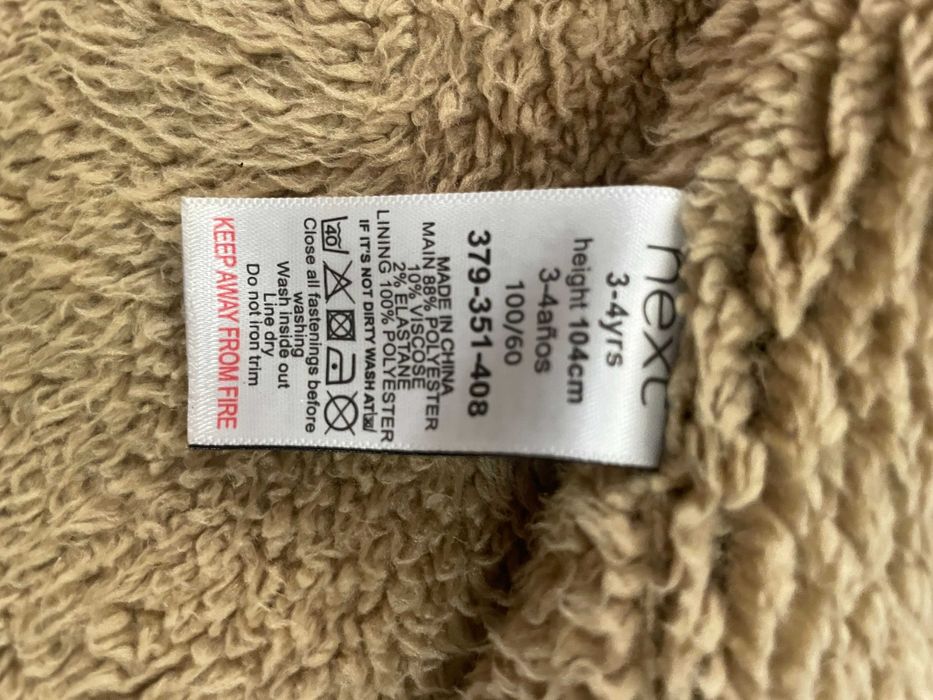 next
3-4yrs
height 104cm
3-4años
100/60
379-351-408
MADE IN CHINA
MAIN 88% POLYESTER
10% VISCOSE
2% ELASTANE
LINING 100% POLYESTER
IF IT'S NOT DIRTY WASH AT
40
Close all fastenings before
washing
Wash inside out
Line dry
Do not iron trim
KEEP AWAY FROM FIRE